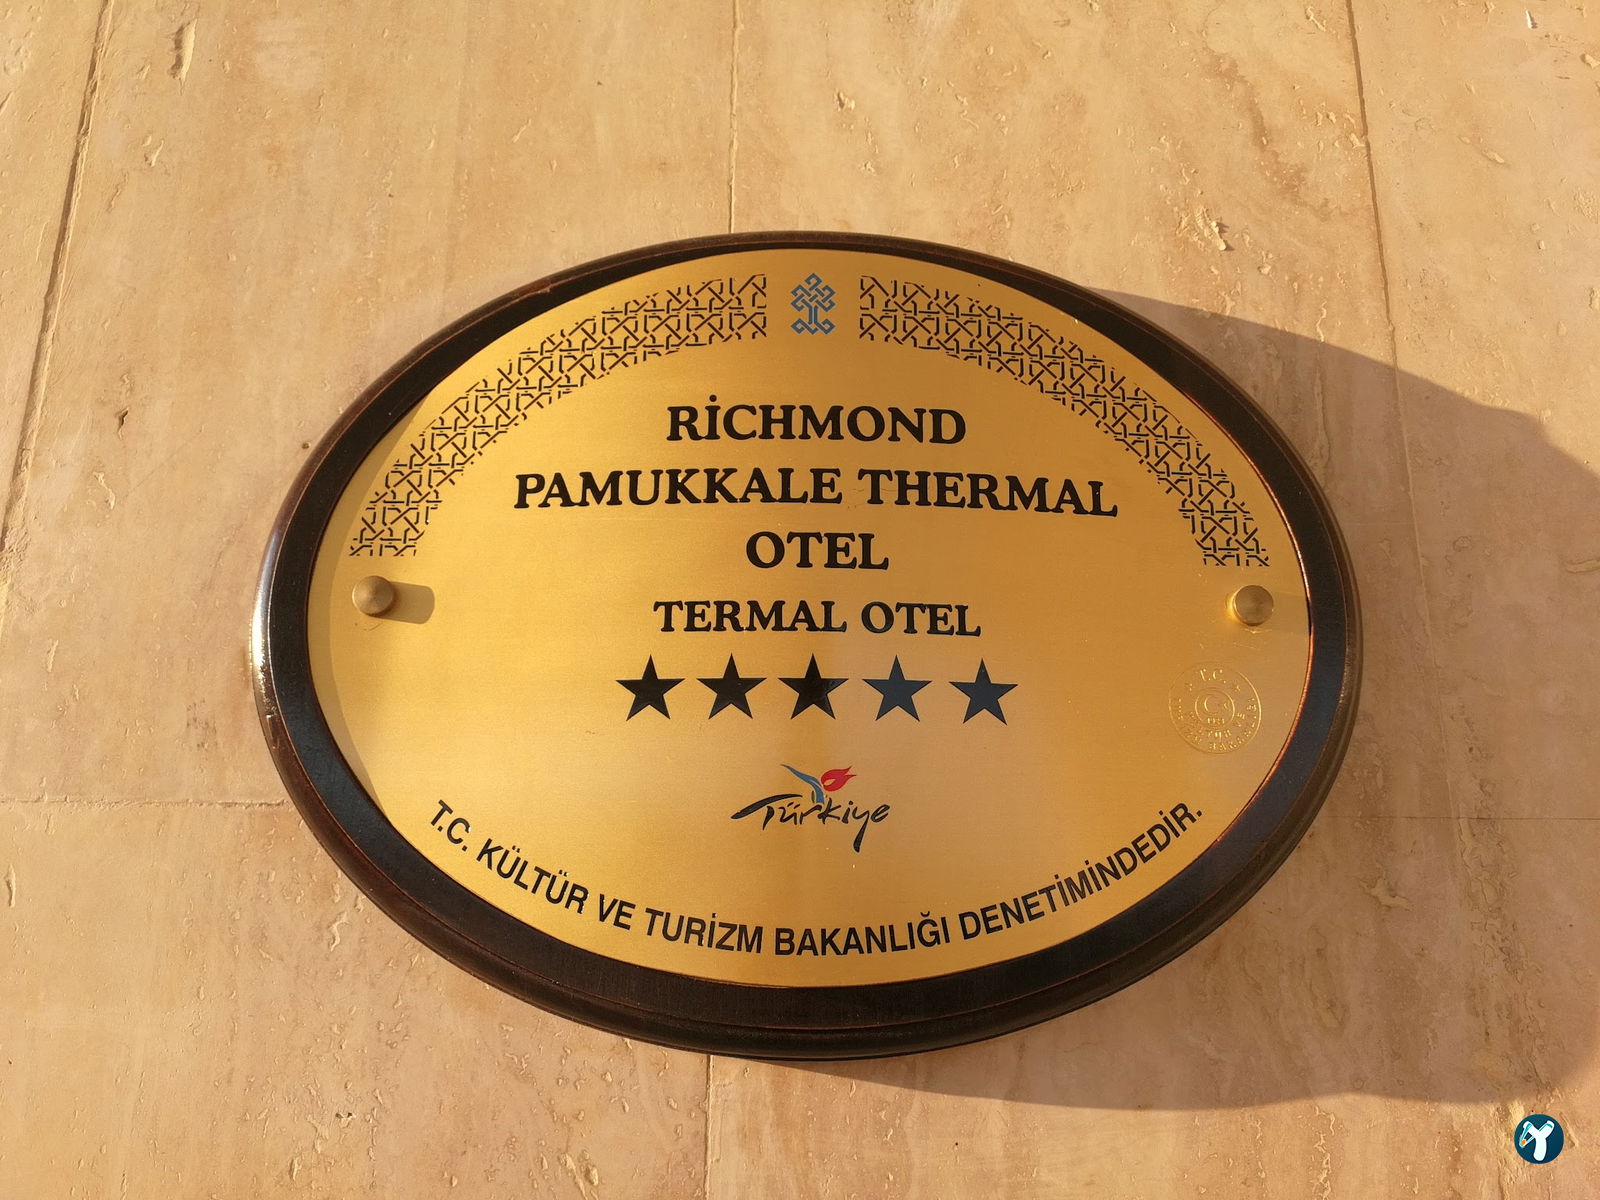 RİCHMOND
PAMUKKALE THERMAL
OTEL
TERMAL OTEL
Türkiye
T.C. KÜLTÜR VE TURİZM BAKANLIĞI DENETİMİNDEDİR.
T.C.